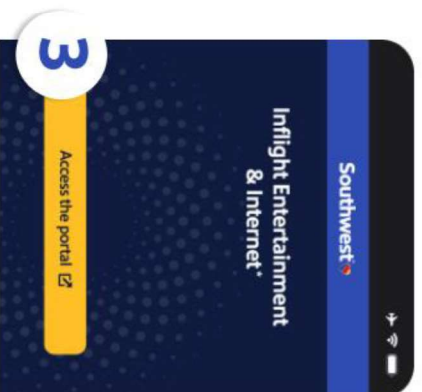 Southwest
Inflight Entertainment
& Internet*
Access the portal
3